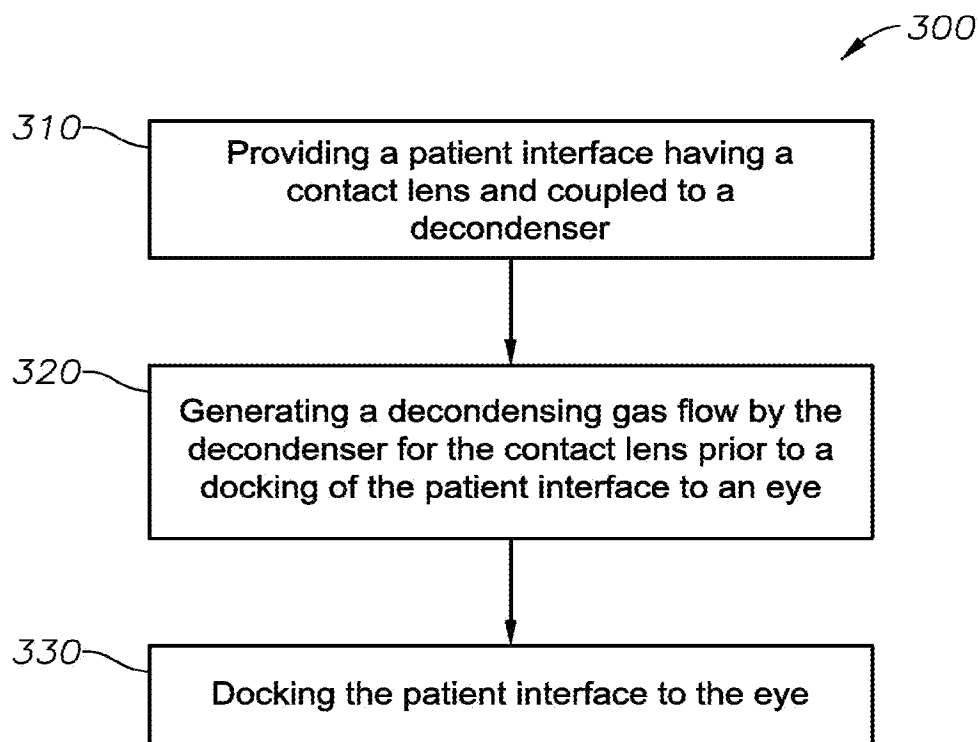 300
310
Providing a patient interface having a
contact lens and coupled to a
decondenser
320
Generating a decondensing gas flow by the
decondenser for the contact lens prior to a
docking of the patient interface to an eye
330
Docking the patient interface to the eye